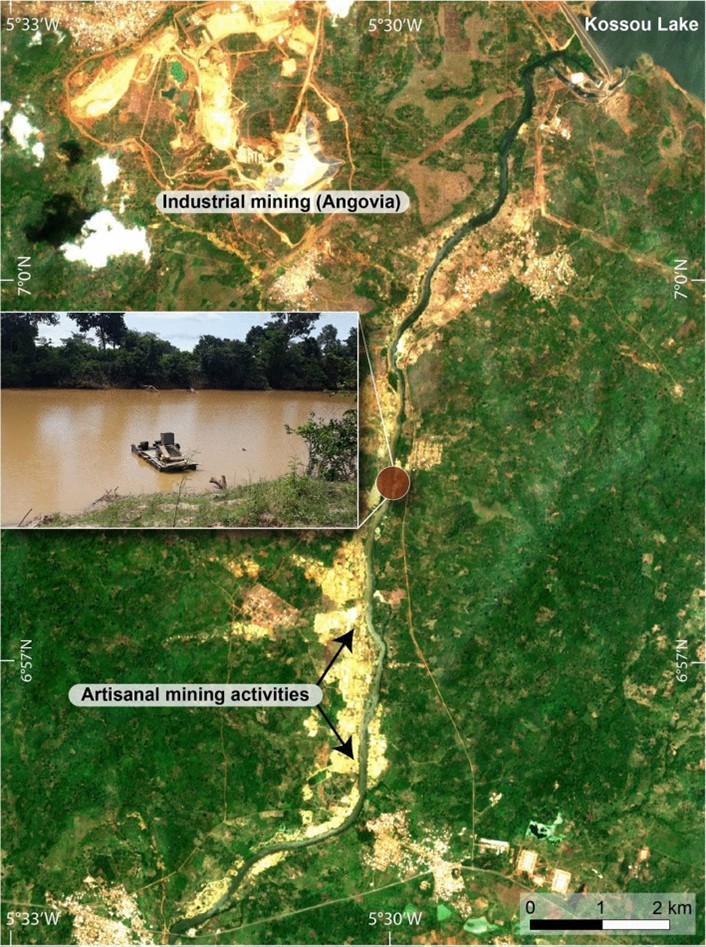 5°33'W
5°30'W
Kossou Lake
Industrial mining (Angovia)
7°0'N
7°0'N
6°57'N
6°57'N
Artisanal mining activities
5°33'W
5°30'W
0 1 2 km